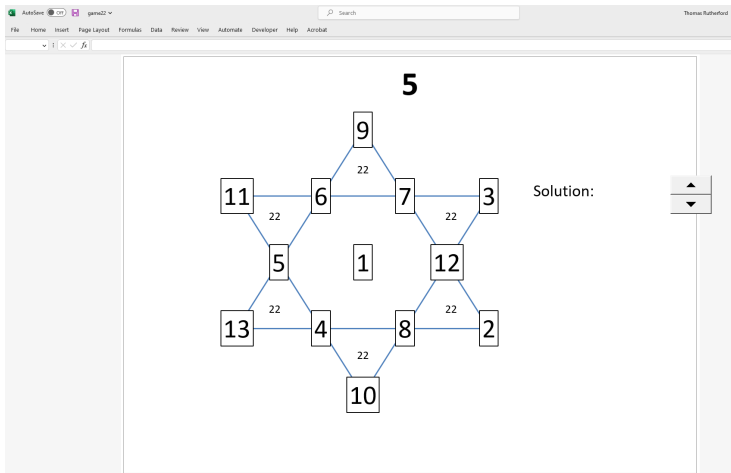 AutoSave Off game22 Search Thomas Rutherford
File Home Insert Page Layout Formulas Data Review View Automate Developer Help Acrobat
fx
5
9
22
11 6 7 3 Solution:
22 22
5 1 12
22 22
13 4 8 2
22
10